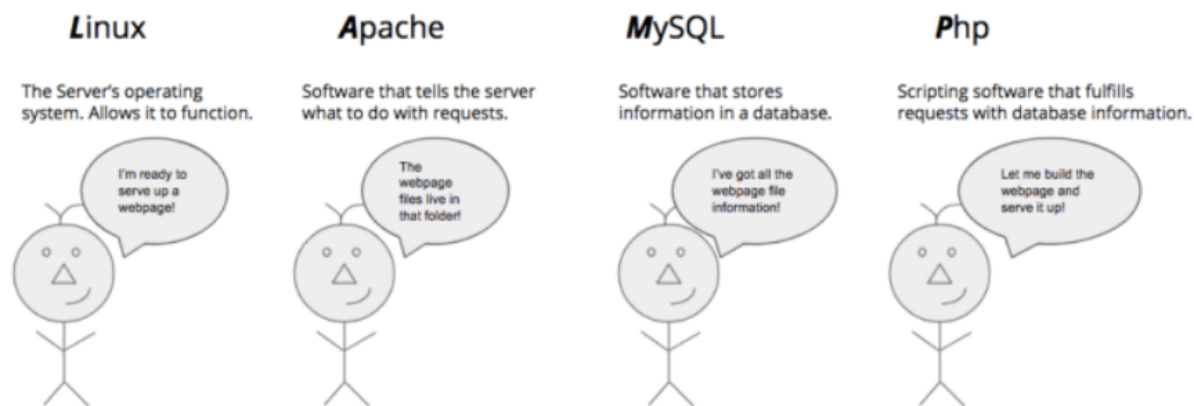 Linux
The Server's operating
system. Allows it to function.
I'm ready to
serve up a
webpage!
Apache
Software that tells the server
what to do with requests.
The
webpage
files live in
that folder!
MySQL
Software that stores
information in a database.
I've got all the
webpage file
information!
Php
Scripting software that fulfills
requests with database information.
Let me build the
webpage and
serve it up!